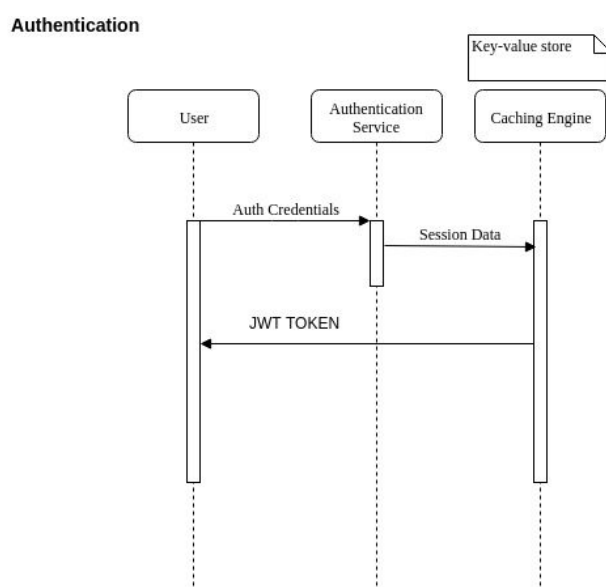 Authentication
Key-value store
User
Authentication
Service
Caching Engine
Auth Credentials
Session Data
JWT TOKEN